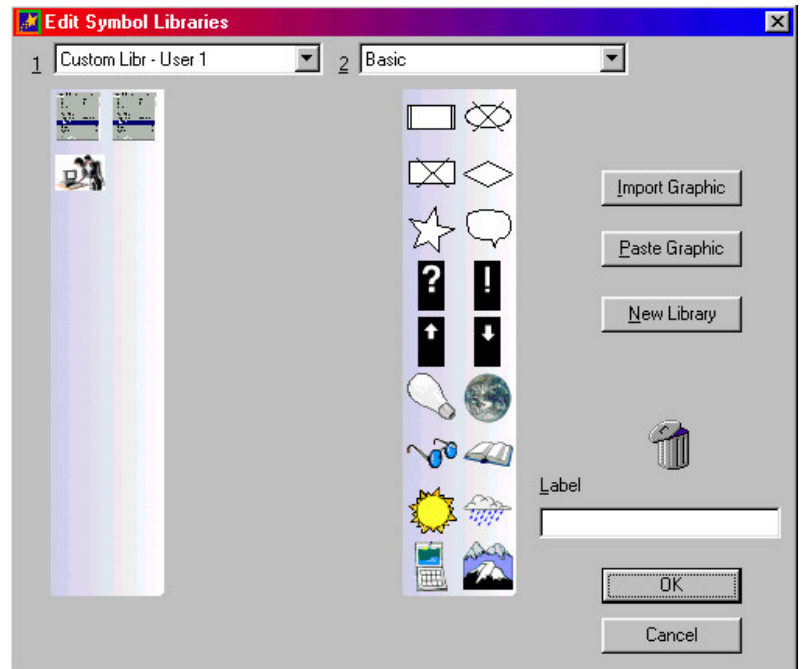 Edit Symbol Libraries
1 Custom Libr - User 1 2 Basic
Import Graphic
Paste Graphic
? !
New Library
Label
OK
Cancel